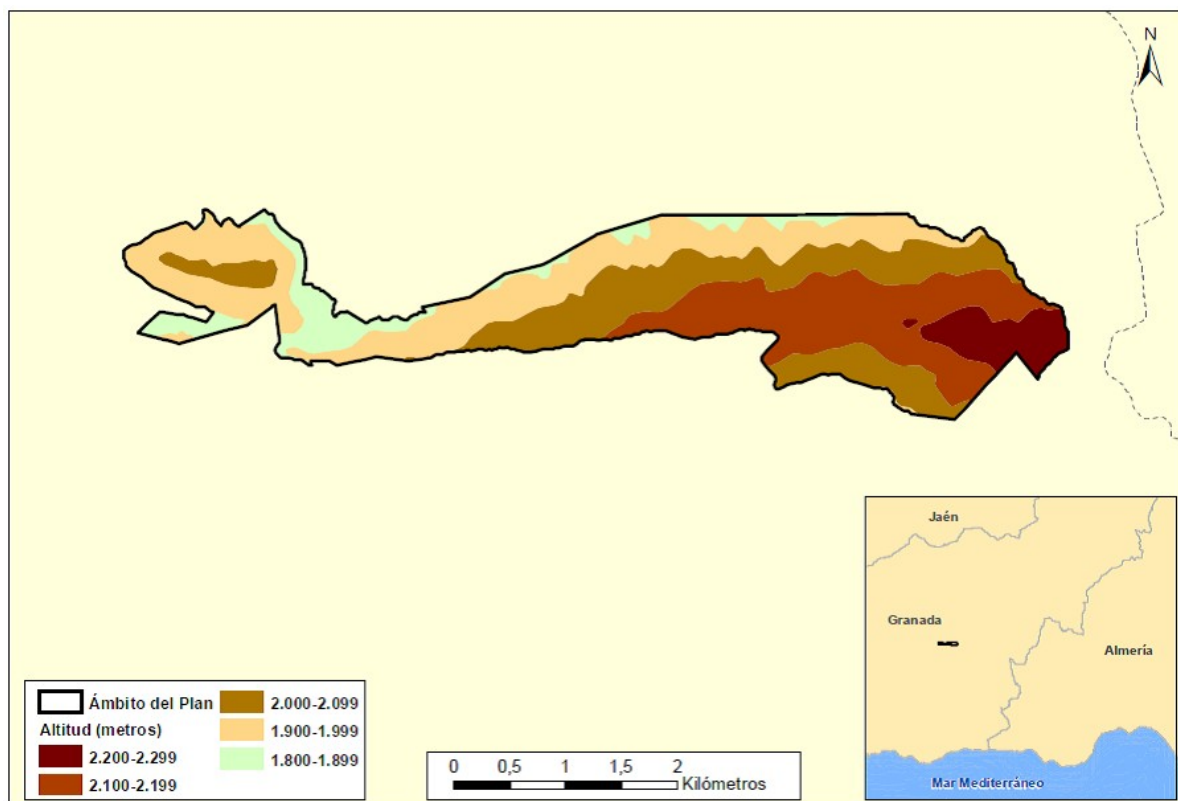 N
Jaén
Granada
Almería
Mar Mediterráneo
Ámbito del Plan
Altitud (metros)
2.200-2.299
2.100-2.199
2.000-2.099
1.900-1.999
1.800-1.899
0 0,5 1 1,5 2
Kilómetros